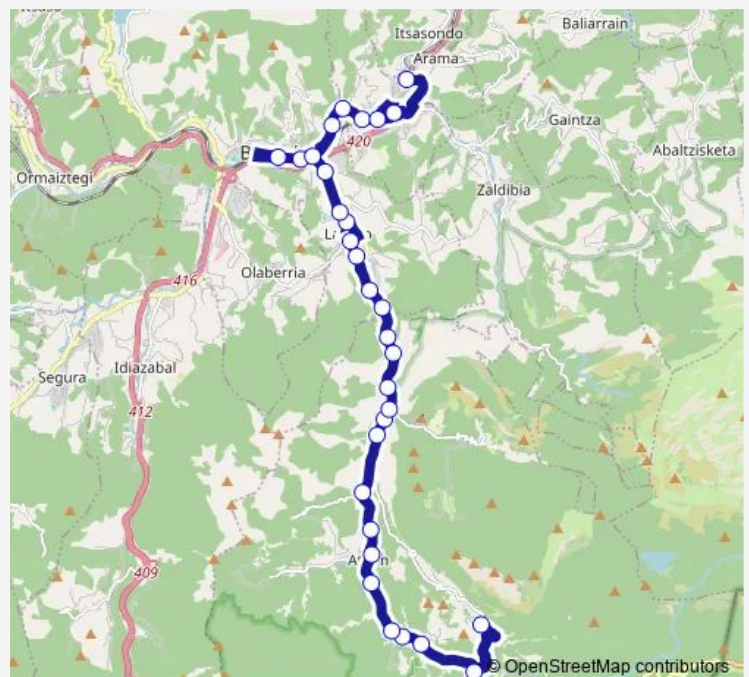 Itsasondo
Baliarrain
Arama
Gaintza
420
Abaltzisketa
Ormaiztegi
Zaldibia
416
Olaberria
Idiazabal
Segura
412
409
© OpenStreetMap contributors